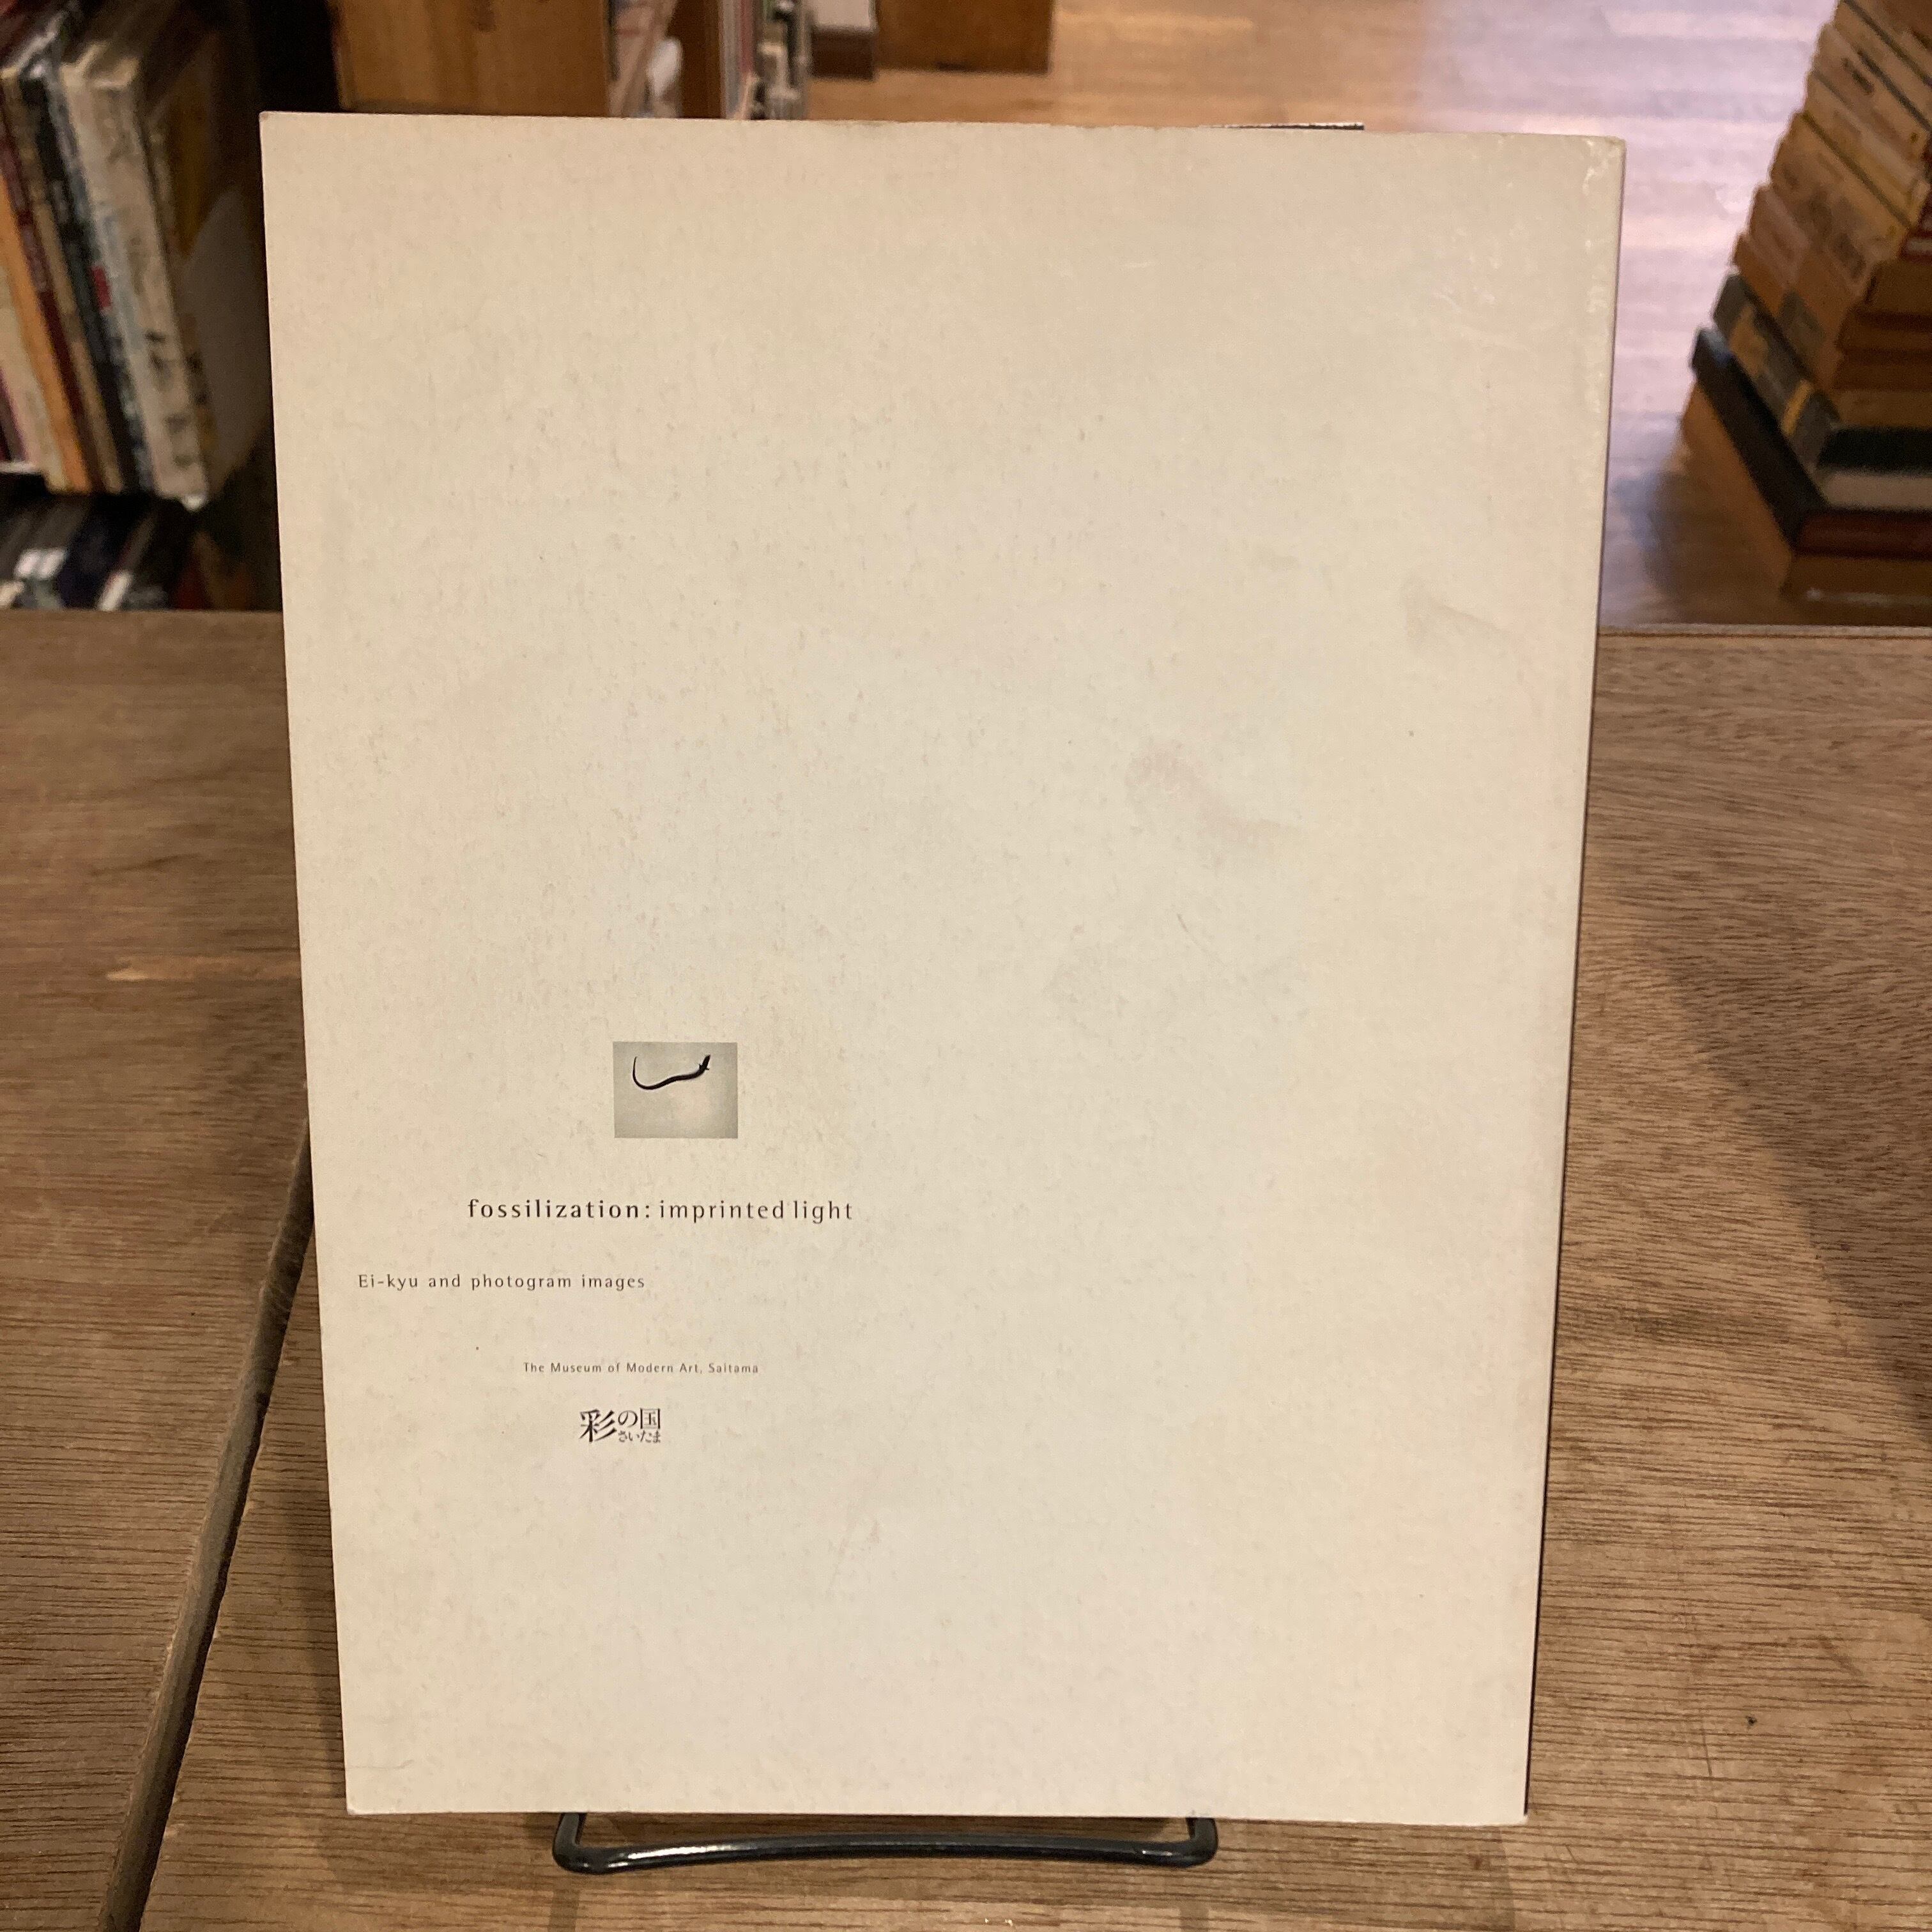 fossilization: imprinted light
Ei-kyu and photogram images
The Museum of Modern Art, Saitama
彩の国
さいたま